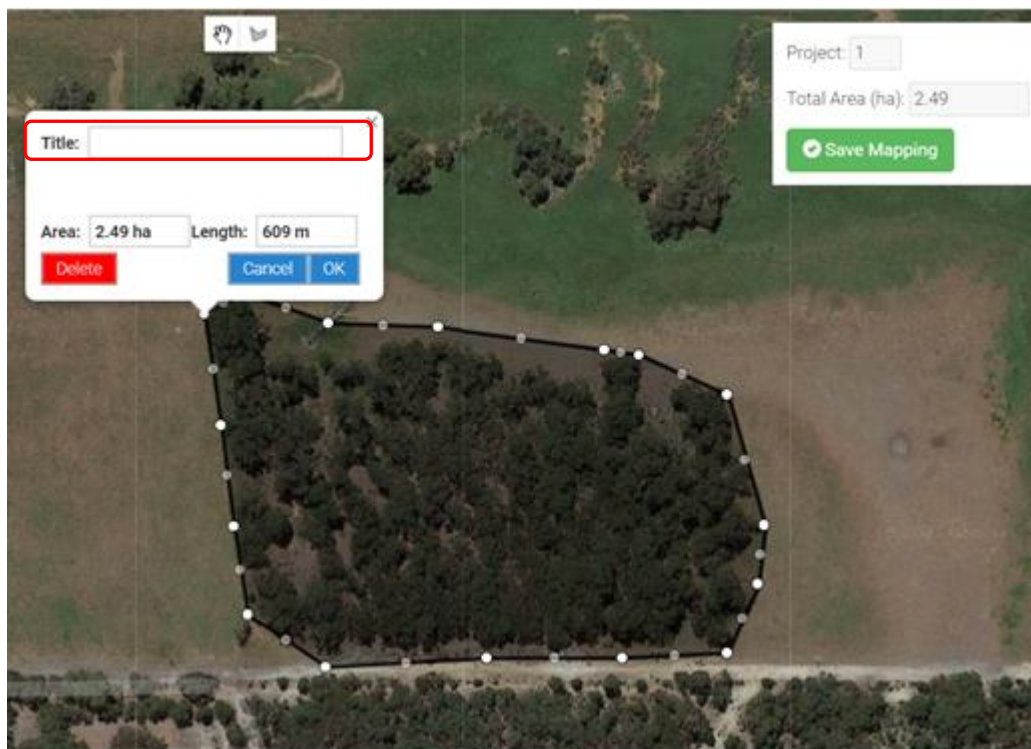 Project: 1
Total Area (ha): 2.49
Save Mapping
Title:
Area: 2.49 ha Length: 609 m
Delete Cancel OK